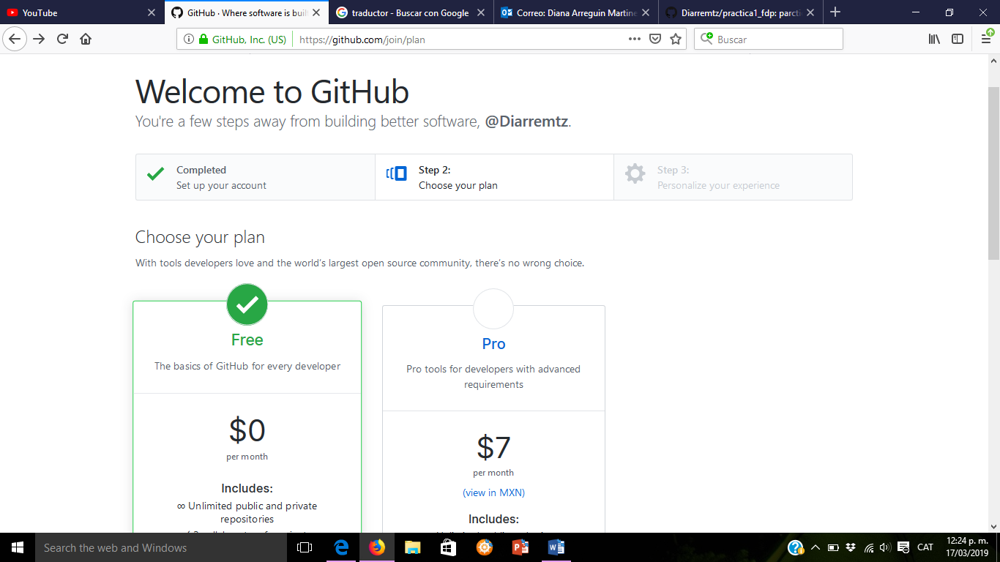 YouTube
GitHub · Where software is buil
traductor - Buscar con Google
Correo: Diana Arreguin Martine
Diarremtz/practica1_fdp: parcti
GitHub, Inc. (US)
https://github.com/join/plan
Buscar
Welcome to GitHub
You're a few steps away from building better software, @Diarremtz.
Completed
Set up your account
Step 2:
Choose your plan
Step 3:
Personalize your experience
Choose your plan
With tools developers love and the world's largest open source community, there's no wrong choice.
Free
The basics of GitHub for every developer
$0
per month
Includes:
∞ Unlimited public and private
repositories
Pro
Pro tools for developers with advanced
requirements
$7
per month
(view in MXN)
Includes:
Search the web and Windows
CAT
12:24 p. m.
17/03/2019